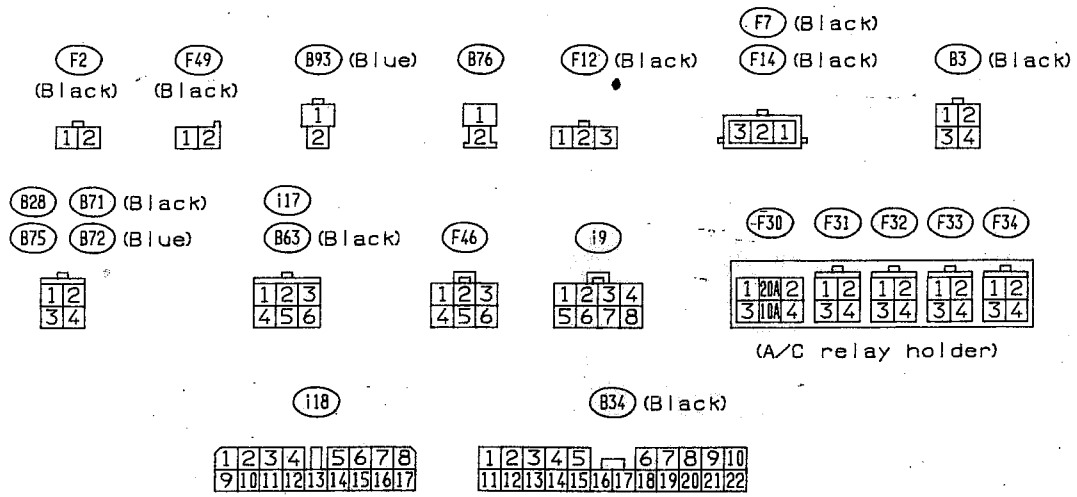 F7 (Black)
F2 F49 B93 (Blue) B76 F12 (Black) F14 (Black) B3 (Black)
(Black) (Black)
1 2
1 2
1
2
1
2
1 2 3
3 2 1
1 2
3 4
B28 B71 (Black) i17
B75 B72 (Blue) B63 (Black) F46 i9 F30 F31 F32 F33 F34
1 2 1 2 3 1 2 3 1 2 3 4 1 20A 2 1 2 1 2 1 2 1 2
3 4 4 5 6 4 5 6 5 6 7 8 3 10A 4 3 4 3 4 3 4 3 4
(A/C relay holder)
i18 B34 (Black)
1 2 3 4 5 6 7 8 1 2 3 4 5 6 7 8 9 10
9 10 11 12 13 14 15 16 17 11 12 13 14 15 16 17 18 19 20 21 22